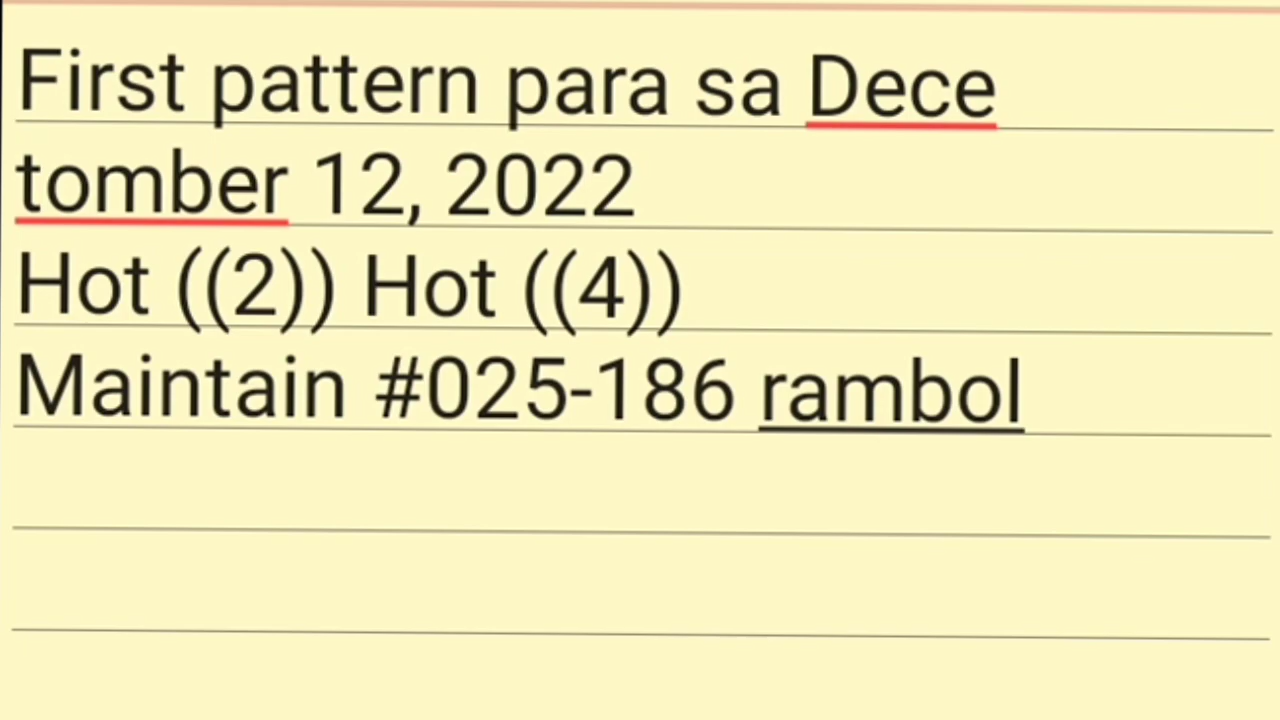 First pattern para sa Dece
tomber 12, 2022
Hot ((2)) Hot ((4))
Maintain #025-186 rambol